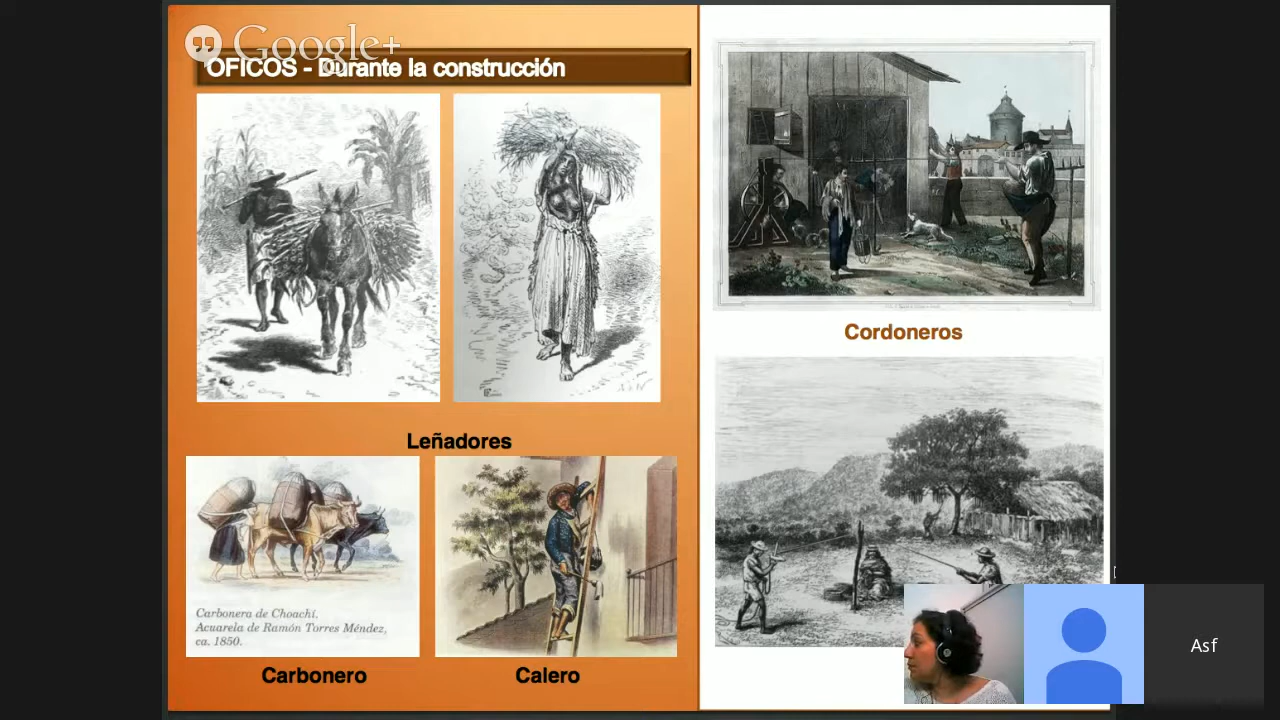 Google+
OFICOS - Durante la construcción
Leñadores
Carbonera de Choachí.
Acuarela de Ramón Torres Méndez,
ca. 1850.
Carbonero
Calero
Cordoneros
Asf